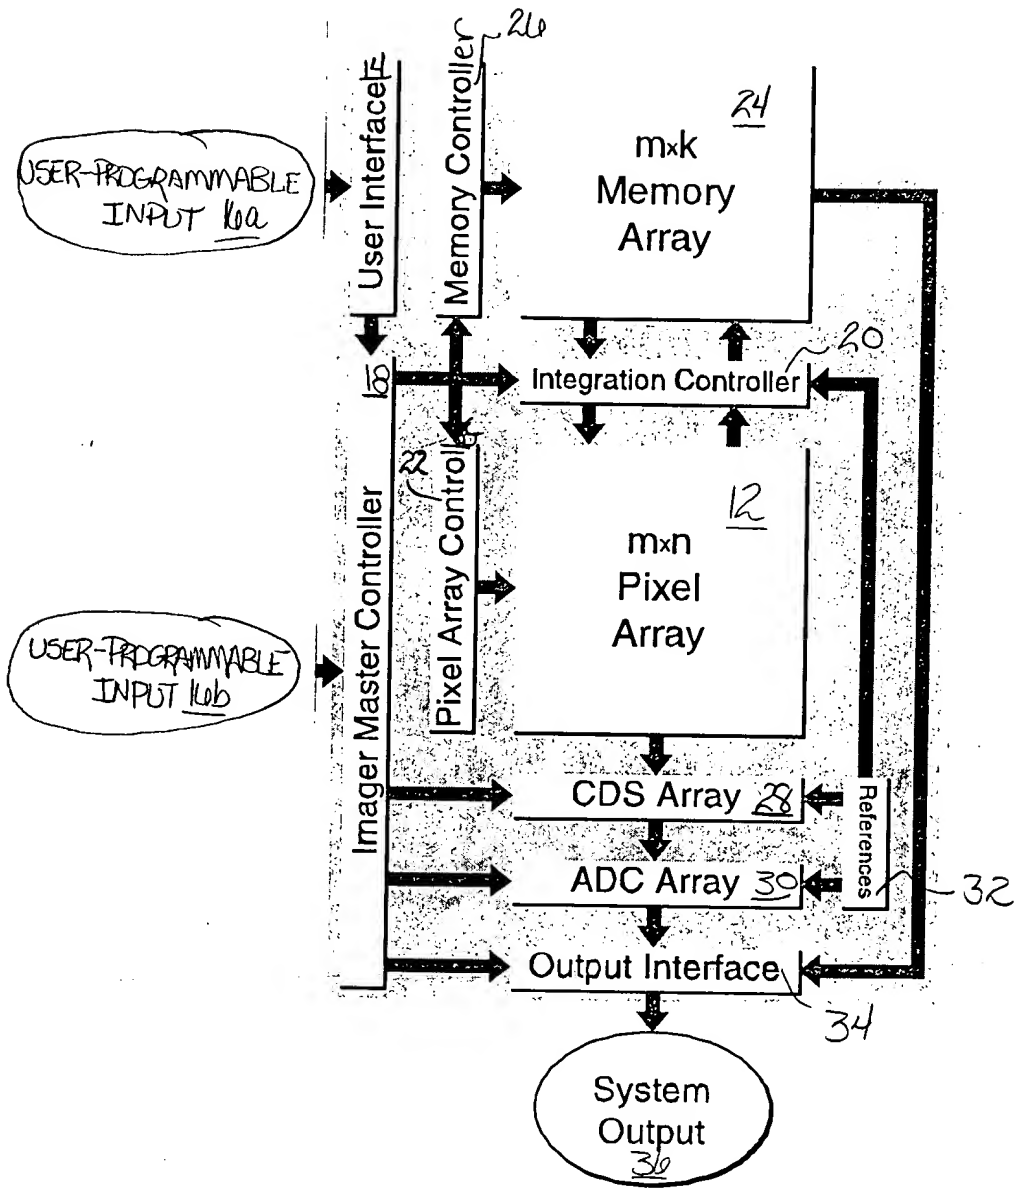 26
USER-PROGRAMMABLE
INPUT 16a
User Interface 14
Memory Controller
24
m×k
Memory
Array
20
Integration Controller
Imager Master Controller
22
Pixel Array Control
12
m×n
Pixel
Array
USER-PROGRAMMABLE
INPUT 16b
CDS Array 28
References
ADC Array 30
32
Output Interface
34
System
Output
36